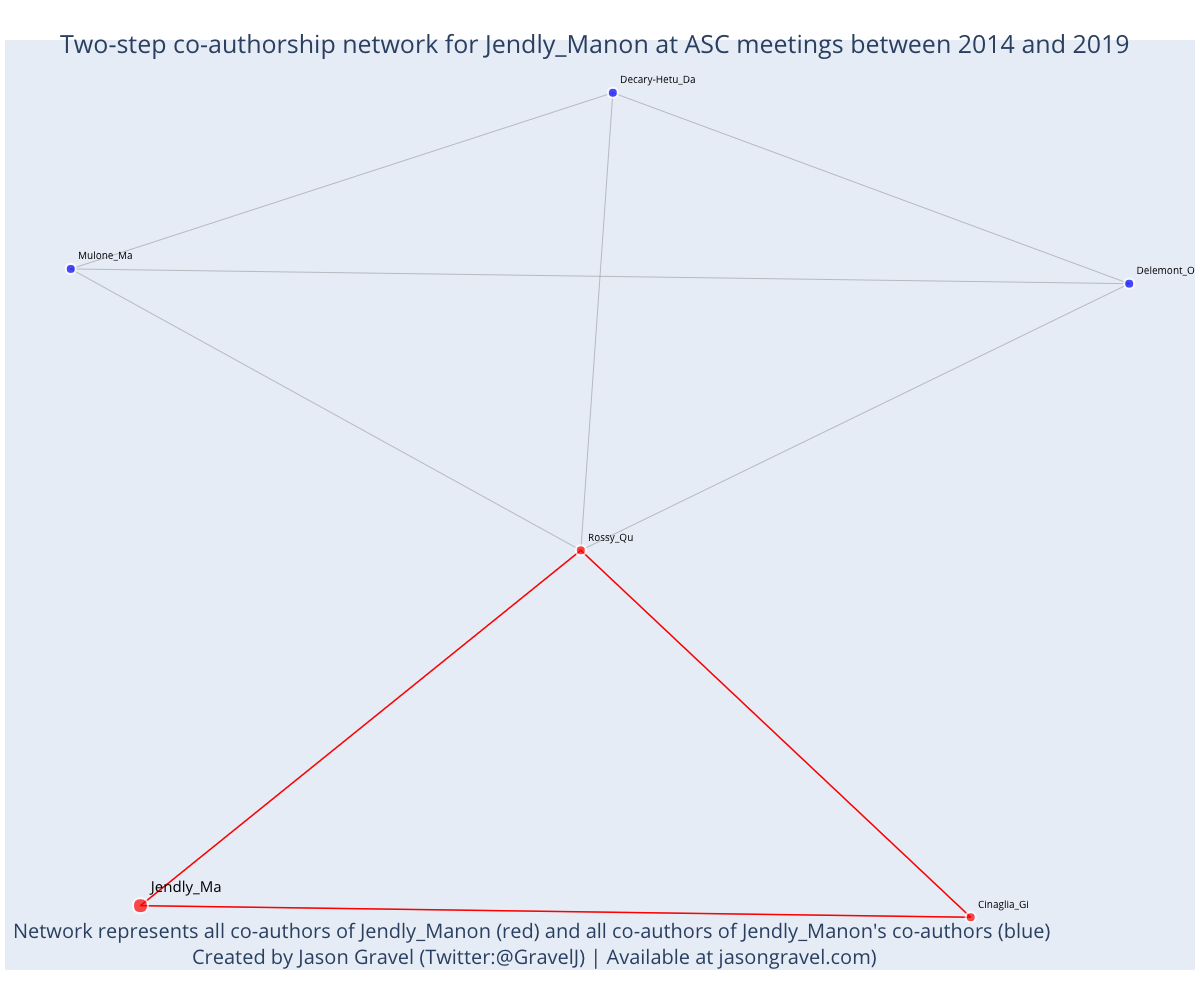 Two-step co-authorship network for Jendly_Manon at ASC meetings between 2014 and 2019
Decary-Hetu_Da
Mulone_Ma
Delemont_O
Rossy_Qu
Jendly_Ma
Cinaglia_Gi
Network represents all co-authors of Jendly_Manon (red) and all co-authors of Jendly_Manon's co-authors (blue)
Created by Jason Gravel (Twitter:@GravelJ) | Available at jasongravel.com)